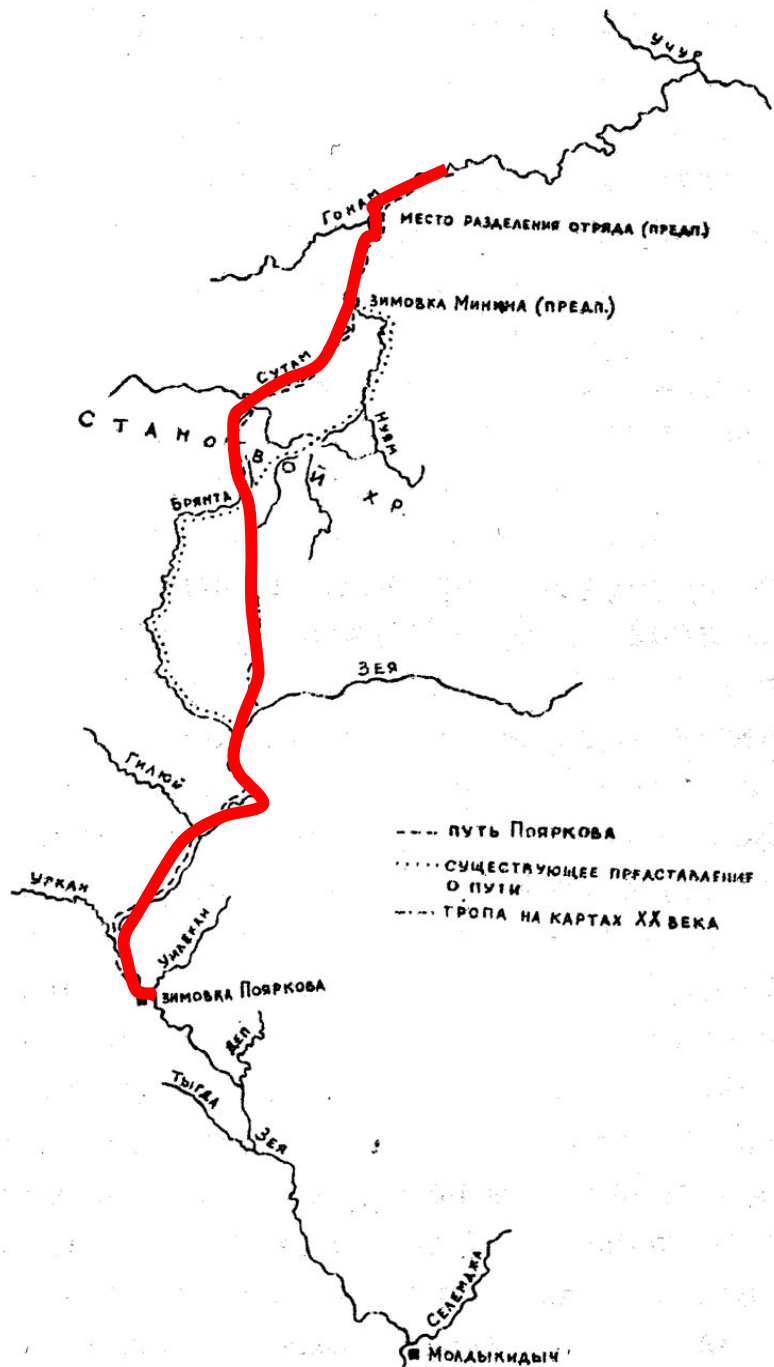 УЧУР
ГОНАМ
МЕСТО РАЗДЕЛЕНИЯ ОТРЯДА (ПРЕДП.)
ЗИМОВКА МИНИНА (ПРЕДП.)
СУТАМ
СТАНОВОЙ ХР.
НУЯМ
БРЯНТА
ЗЕЯ
ГИЛЮЙ
--- ПУТЬ ПОЯРКОВА
..... СУЩЕСТВУЮЩЕЕ ПРЕДСТАВЛЕНИЕ
О ПУТИ
-·-·- ТРОПА НА КАРТАХ XX ВЕКА
УРКАН
УМЛЕКАН
ЗИМОВКА ПОЯРКОВА
ДЕП
ТЫГДА
ЗЕЯ
СЕЛЕМДЖА
МОЛДЫКИДЫЧ